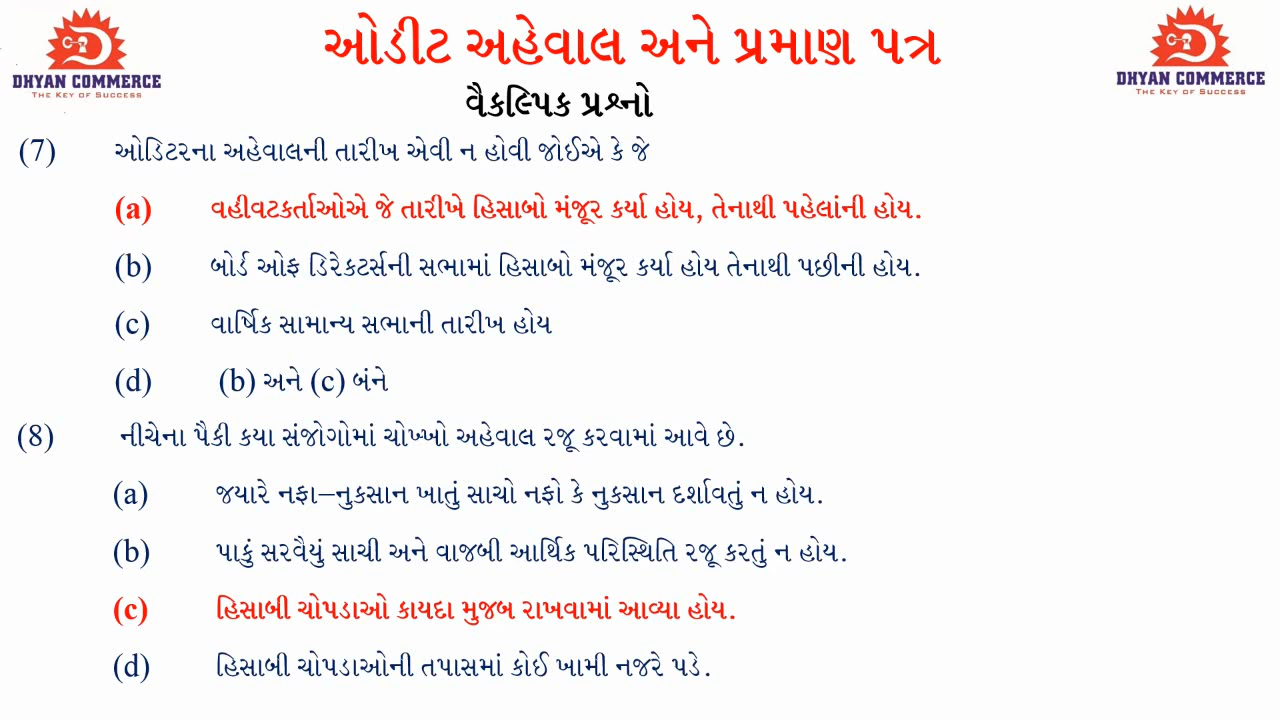 ઓડીટ અહેવાલ અને પ્રમાણ પત્ર
DHYAN COMMERCE
THE KEY OF SUCCESS
DHYAN COMMERCE
THE KEY OF SUCCESS
વૈકલ્પિક પ્રશ્નો
(7) ઓડિટરના અહેવાલની તારીખ એવી ન હોવી જોઈએ કે જે
(a) વહીવટકર્તાઓએ જે તારીખે હિસાબો મંજૂર કર્યા હોય, તેનાથી પહેલાંની હોય.
(b) બોર્ડ ઓફ ડિરેકટર્સની સભામાં હિસાબો મંજૂર કર્યા હોય તેનાથી પછીની હોય.
(c) વાર્ષિક સામાન્ય સભાની તારીખ હોય
(d) (b) અને (c) બંને
(8) નીચેના પૈકી કયા સંજોગોમાં ચોખ્ખો અહેવાલ રજૂ કરવામાં આવે છે.
(a) જયારે નફા–નુકસાન ખાતું સાચો નફો કે નુકસાન દર્શાવતું ન હોય.
(b) પાકું સરવૈયું સાચી અને વાજબી આર્થિક પરિસ્થિતિ રજૂ કરતું ન હોય.
(c) હિસાબી ચોપડાઓ કાયદા મુજબ રાખવામાં આવ્યા હોય.
(d) હિસાબી ચોપડાઓની તપાસમાં કોઈ ખામી નજરે પડે.